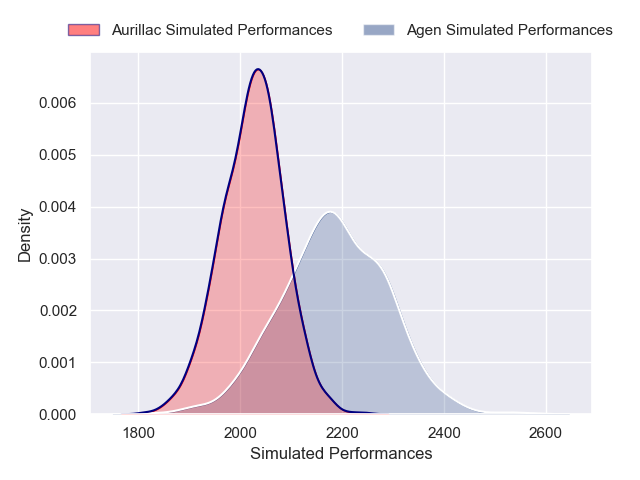 Aurillac Simulated Performances Agen Simulated Performances
0.006
0.005
0.004
0.003
0.002
0.001
0.000
1800 2000 2200 2400 2600
Simulated Performances
Density